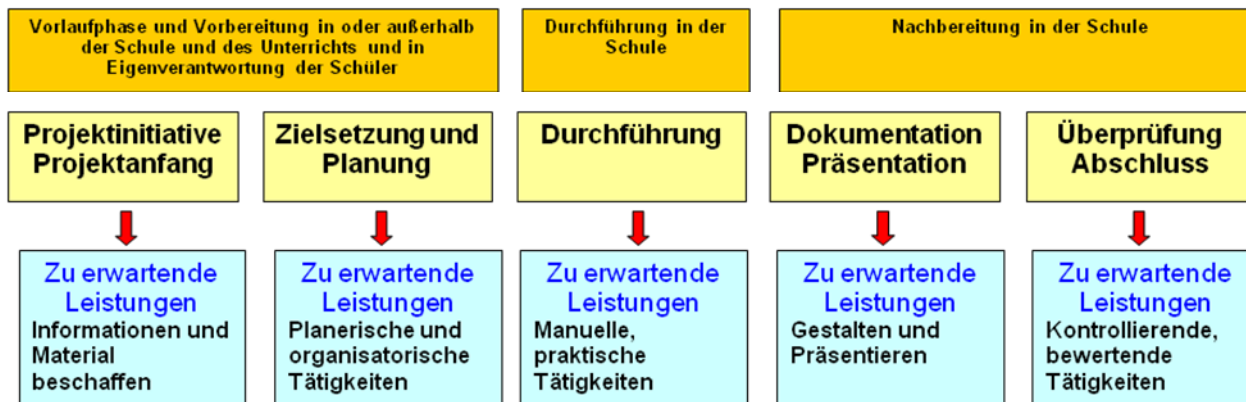 Vorlaufphase und Vorbereitung in oder außerhalb
der Schule und des Unterrichts und in
Eigenverantwortung der Schüler
Durchführung in der
Schule
Nachbereitung in der Schule
Projektinitiative
Projektanfang
Zielsetzung und
Planung
Durchführung
Dokumentation
Präsentation
Überprüfung
Abschluss
Zu erwartende
Leistungen
Informationen und
Material
beschaffen
Zu erwartende
Leistungen
Planerische und
organisatorische
Tätigkeiten
Zu erwartende
Leistungen
Manuelle,
praktische
Tätigkeiten
Zu erwartende
Leistungen
Gestalten und
Präsentieren
Zu erwartende
Leistungen
Kontrollierende,
bewertende
Tätigkeiten